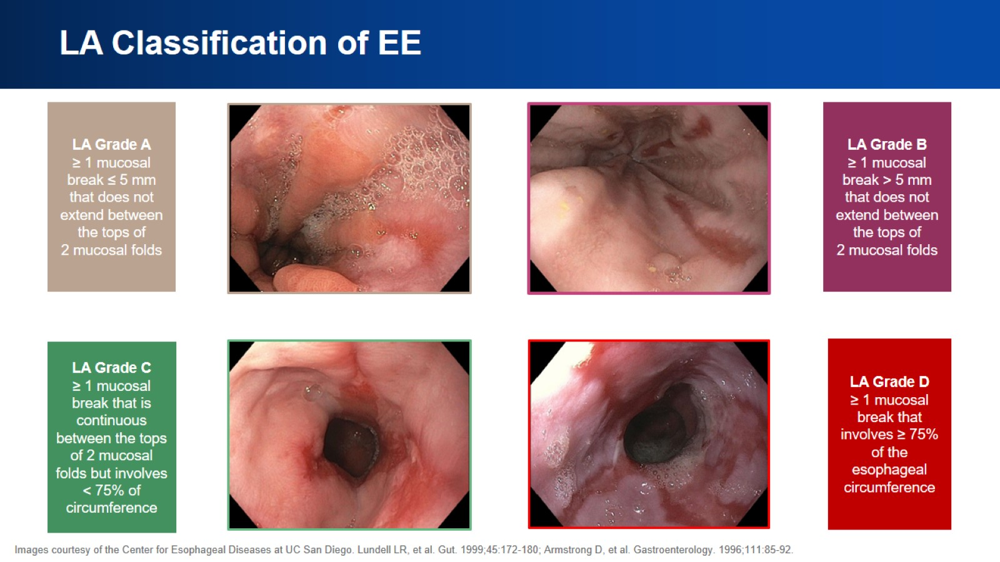 LA Classification of EE
LA Grade A
≥ 1 mucosal
break ≤ 5 mm
that does not
extend between
the tops of
2 mucosal folds
LA Grade B
≥ 1 mucosal
break > 5 mm
that does not
extend between
the tops of
2 mucosal folds
LA Grade C
≥ 1 mucosal
break that is
continuous
between the tops
of 2 mucosal
folds but involves
< 75% of
circumference
LA Grade D
≥ 1 mucosal
break that
involves ≥ 75%
of the
esophageal
circumference
Images courtesy of the Center for Esophageal Diseases at UC San Diego. Lundell LR, et al. Gut. 1999;45:172-180; Armstrong D, et al. Gastroenterology. 1996;111:85-92.